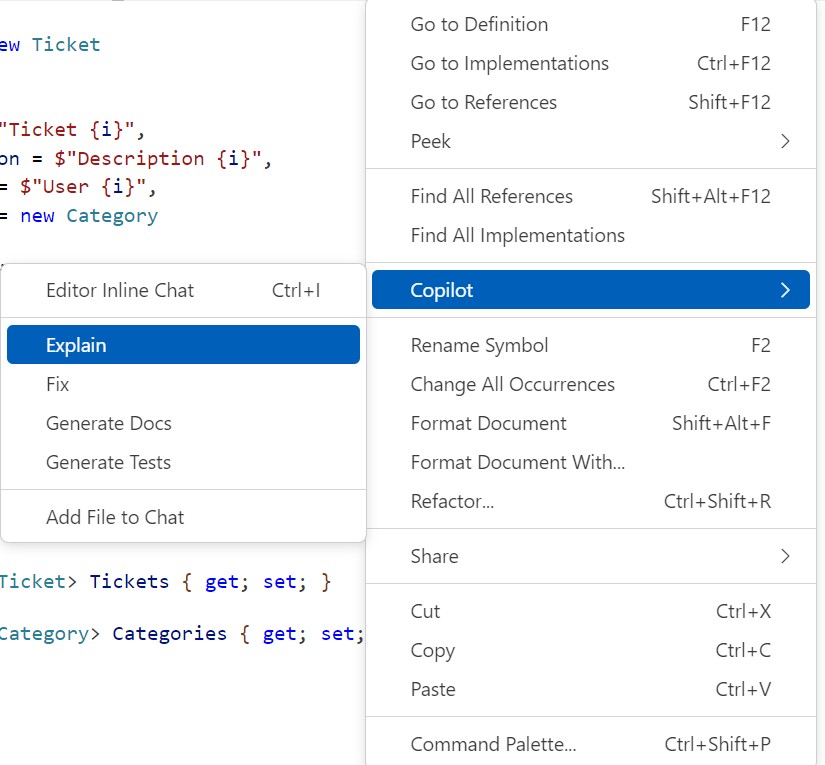 ew Ticket
"Ticket {i}",
on = $"Description {i}",
= $"User {i}",
= new Category
Editor Inline Chat Ctrl+I
Explain
Fix
Generate Docs
Generate Tests
Add File to Chat
Ticket> Tickets { get; set; }
Category> Categories { get; set;
Go to Definition F12
Go to Implementations Ctrl+F12
Go to References Shift+F12
Peek
Find All References Shift+Alt+F12
Find All Implementations
Copilot
Rename Symbol F2
Change All Occurrences Ctrl+F2
Format Document Shift+Alt+F
Format Document With...
Refactor... Ctrl+Shift+R
Share
Cut Ctrl+X
Copy Ctrl+C
Paste Ctrl+V
Command Palette... Ctrl+Shift+P